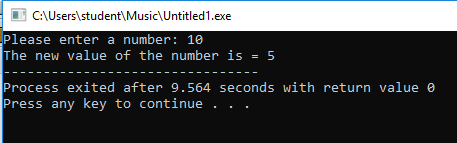 C:\Users\student\Music\Untitled1.exe
Please enter a number: 10
The new value of the number is = 5
--------------------------------
Process exited after 9.564 seconds with return value 0
Press any key to continue . . .